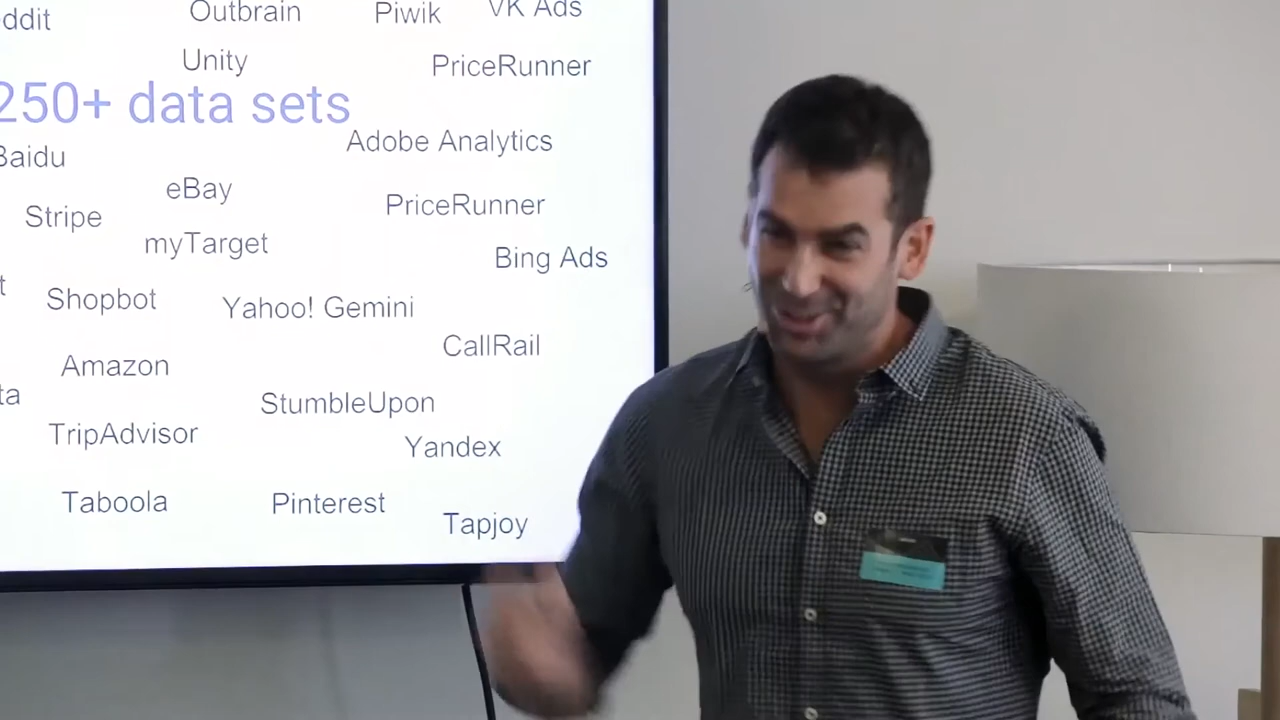 Outbrain
Piwik
VK Ads
Unity
PriceRunner
250+ data sets
Adobe Analytics
Baidu
eBay
Stripe
PriceRunner
myTarget
Bing Ads
Shopbot
Yahoo! Gemini
CallRail
Amazon
StumbleUpon
TripAdvisor
Yandex
Taboola
Pinterest
Tapjoy